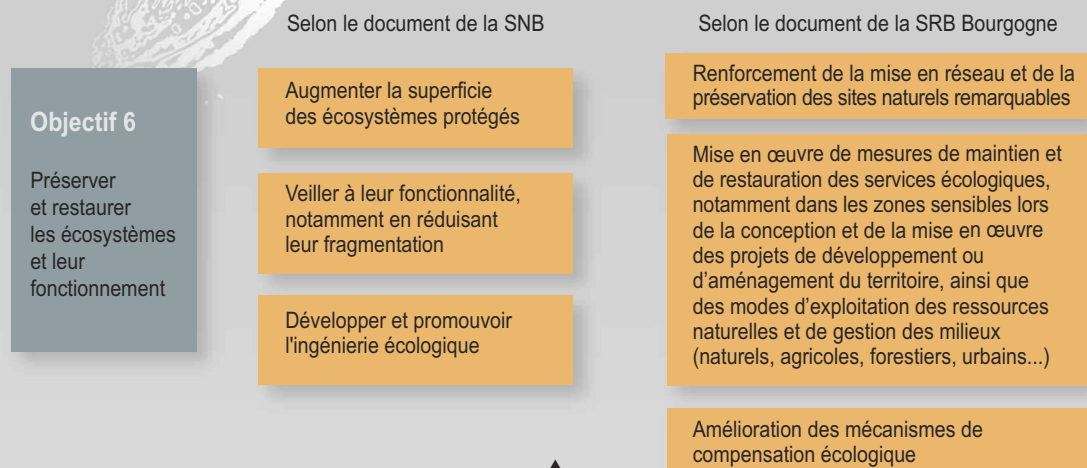 Selon le document de la SNB
Selon le document de la SRB Bourgogne
Objectif 6
Préserver
et restaurer
les écosystèmes
et leur
fonctionnement
Augmenter la superficie
des écosystèmes protégés
Veiller à leur fonctionnalité,
notamment en réduisant
leur fragmentation
Développer et promouvoir
l'ingénierie écologique
Renforcement de la mise en réseau et de la
préservation des sites naturels remarquables
Mise en œuvre de mesures de maintien et
de restauration des services écologiques,
notamment dans les zones sensibles lors
de la conception et de la mise en œuvre
des projets de développement ou
d’aménagement du territoire, ainsi que
des modes d’exploitation des ressources
naturelles et de gestion des milieux
(naturels, agricoles, forestiers, urbains...)
Amélioration des mécanismes de
compensation écologique